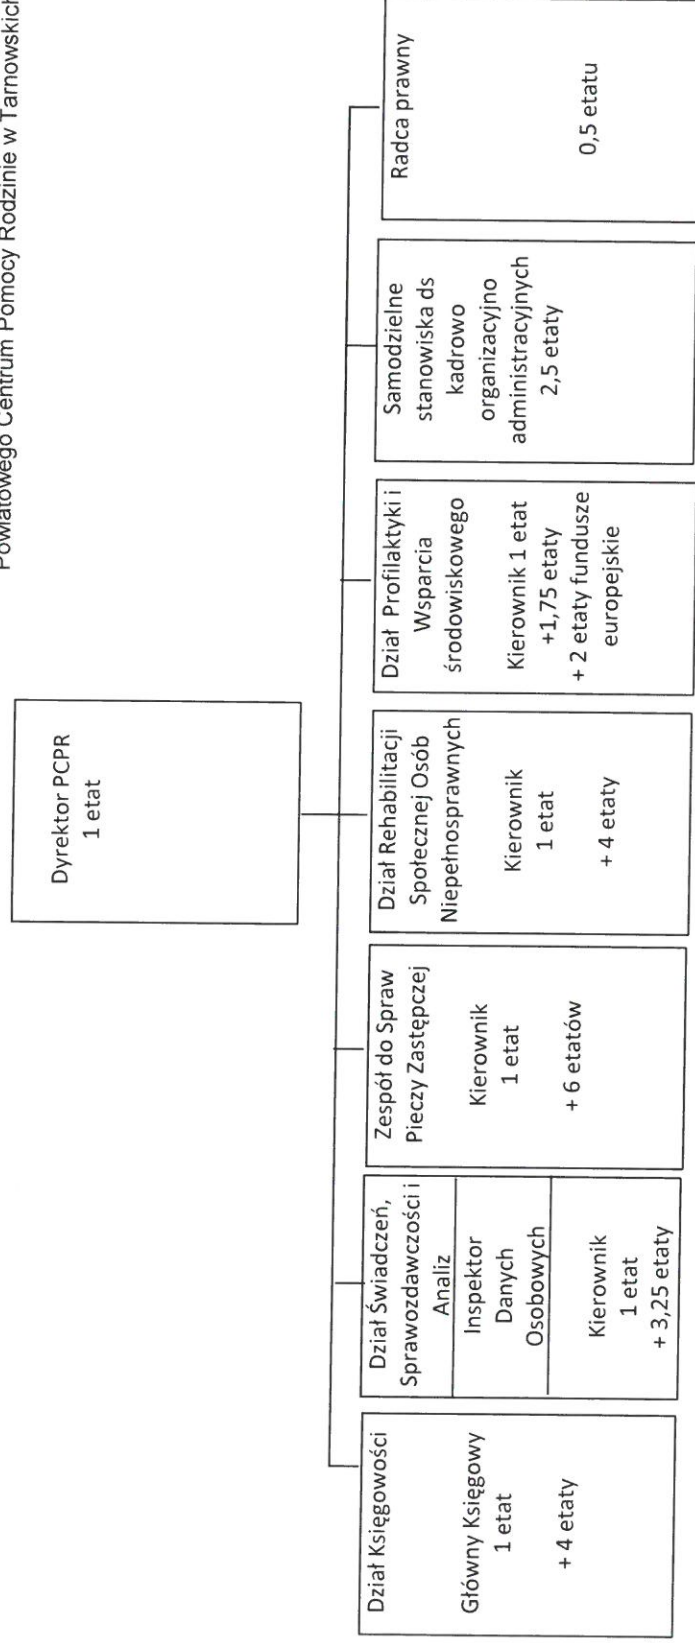 Powiatowego Centrum Pomocy Rodzinie w Tarnowskich
Dyrektor PCPR
1 etat
Dział Księgowości
Główny Księgowy
1 etat
+ 4 etaty
Dział Świadczeń,
Sprawozdawczości i
Analiz
Inspektor
Danych
Osobowych
Kierownik
1 etat
+ 3,25 etaty
Zespół do Spraw
Pieczy Zastępczej
Kierownik
1 etat
+ 6 etatów
Dział Rehabilitacji
Społecznej Osób
Niepełnosprawnych
Kierownik
1 etat
+ 4 etaty
Dział Profilaktyki i
Wsparcia
środowiskowego
Kierownik 1 etat
+1,75 etaty
+ 2 etaty fundusze
europejskie
Samodzielne
stanowiska ds
kadrowo
organizacyjno
administracyjnych
2,5 etaty
Radca prawny
0,5 etatu